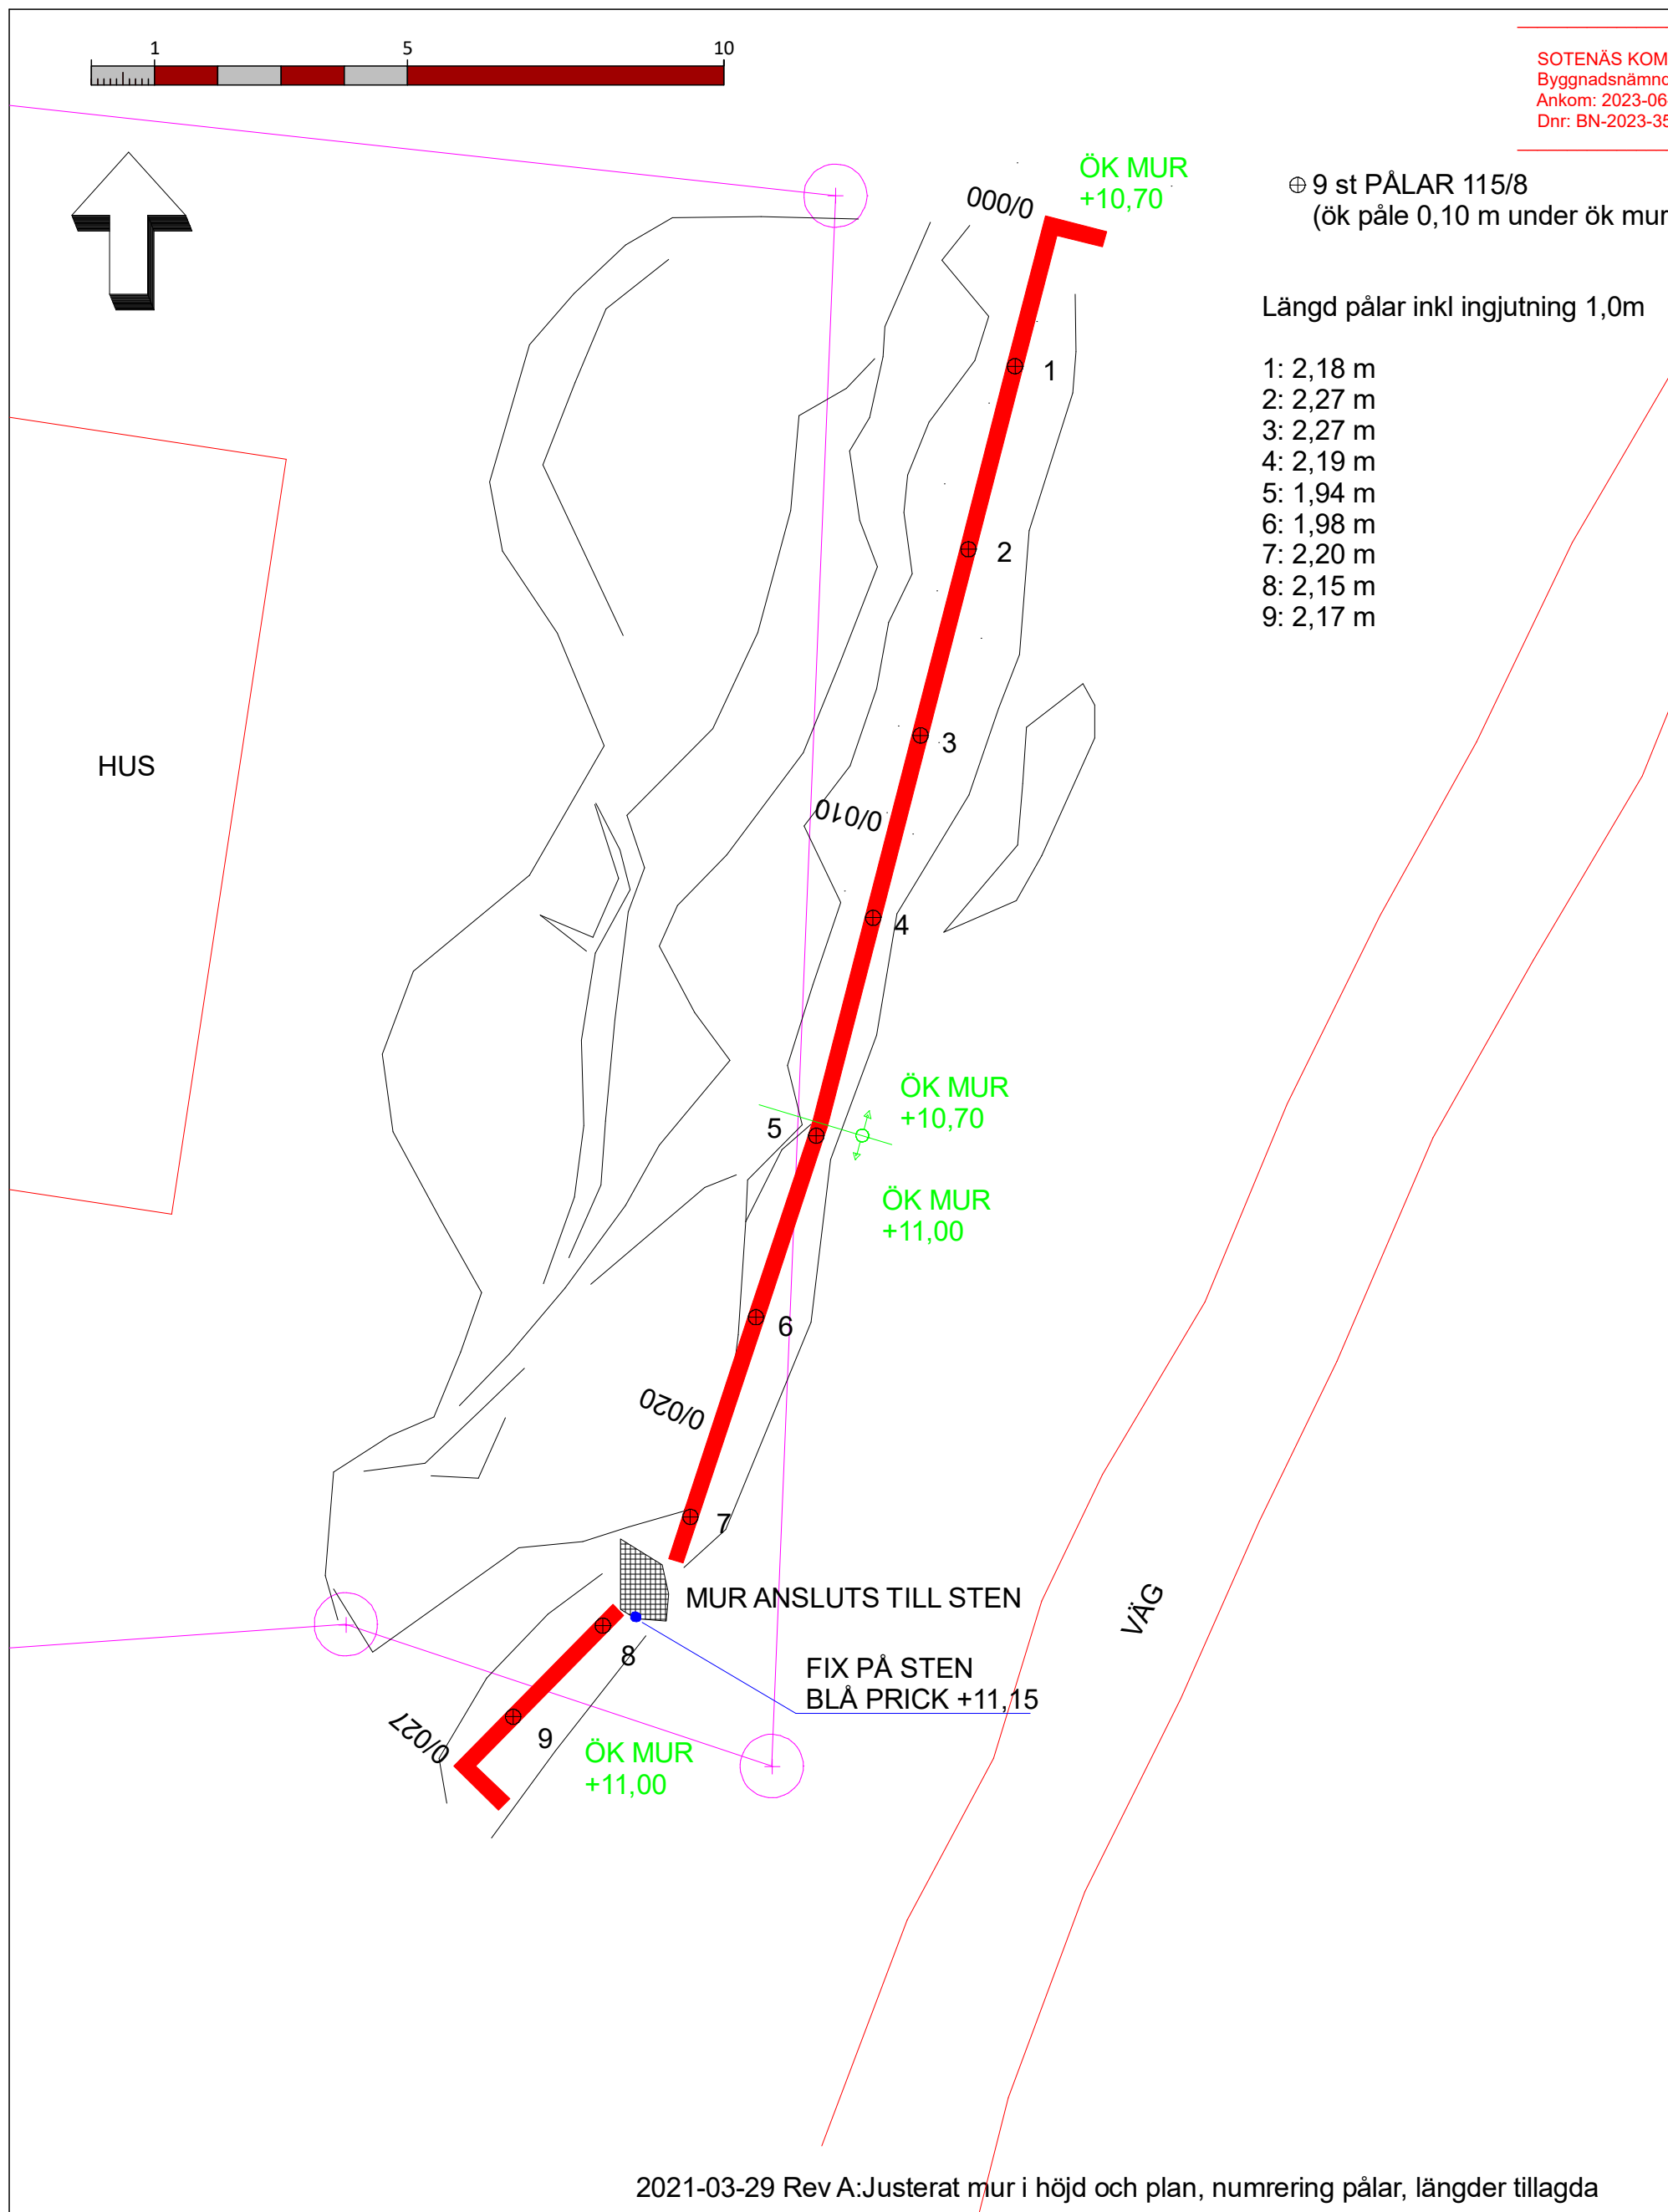 1 5 10
SOTENÄS KOM
Byggnadsnämnd
Ankom: 2023-06
Dnr: BN-2023-35
ÖK MUR
+10,70
0/000
9 st PÅLAR 115/8
(ök påle 0,10 m under ök mur
Längd pålar inkl ingjutning 1,0m
1: 2,18 m
2: 2,27 m
3: 2,27 m
4: 2,19 m
5: 1,94 m
6: 1,98 m
7: 2,20 m
8: 2,15 m
9: 2,17 m
1
2
3
HUS
0/010
4
ÖK MUR
+10,70
5
ÖK MUR
+11,00
6
0/020
7
MUR ANSLUTS TILL STEN
VÄG
8
FIX PÅ STEN
BLÅ PRICK +11,15
0/027
9
ÖK MUR
+11,00
2021-03-29 Rev A:Justerat mur i höjd och plan, numrering pålar, längder tillagda